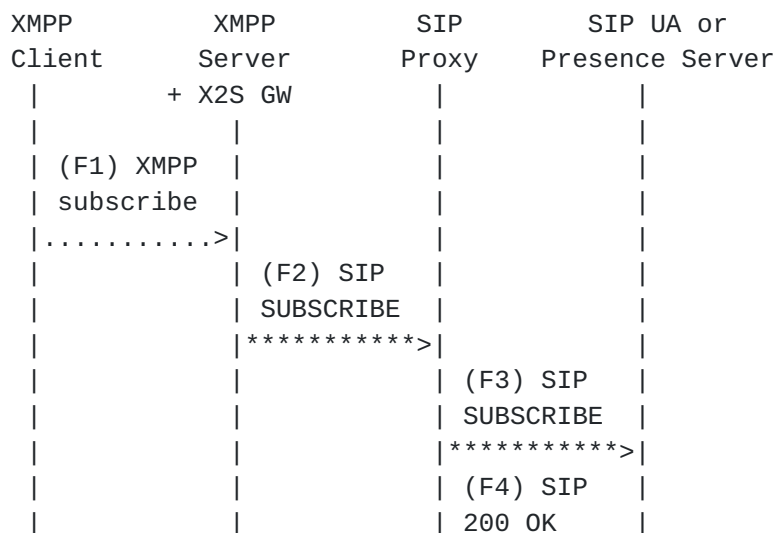 XMPP          XMPP         SIP          SIP UA or
Client      Server       Proxy    Presence Server
 |        + X2S GW          |            |
 |            |            |            |
 | (F1) XMPP  |            |            |
 | subscribe  |            |            |
 |...........>|            |            |
 |            | (F2) SIP   |            |
 |            | SUBSCRIBE  |            |
 |            |***********>|            |
 |            |            | (F3) SIP   |
 |            |            | SUBSCRIBE  |
 |            |            |***********>|
 |            |            | (F4) SIP   |
 |            |            | 200 OK     |